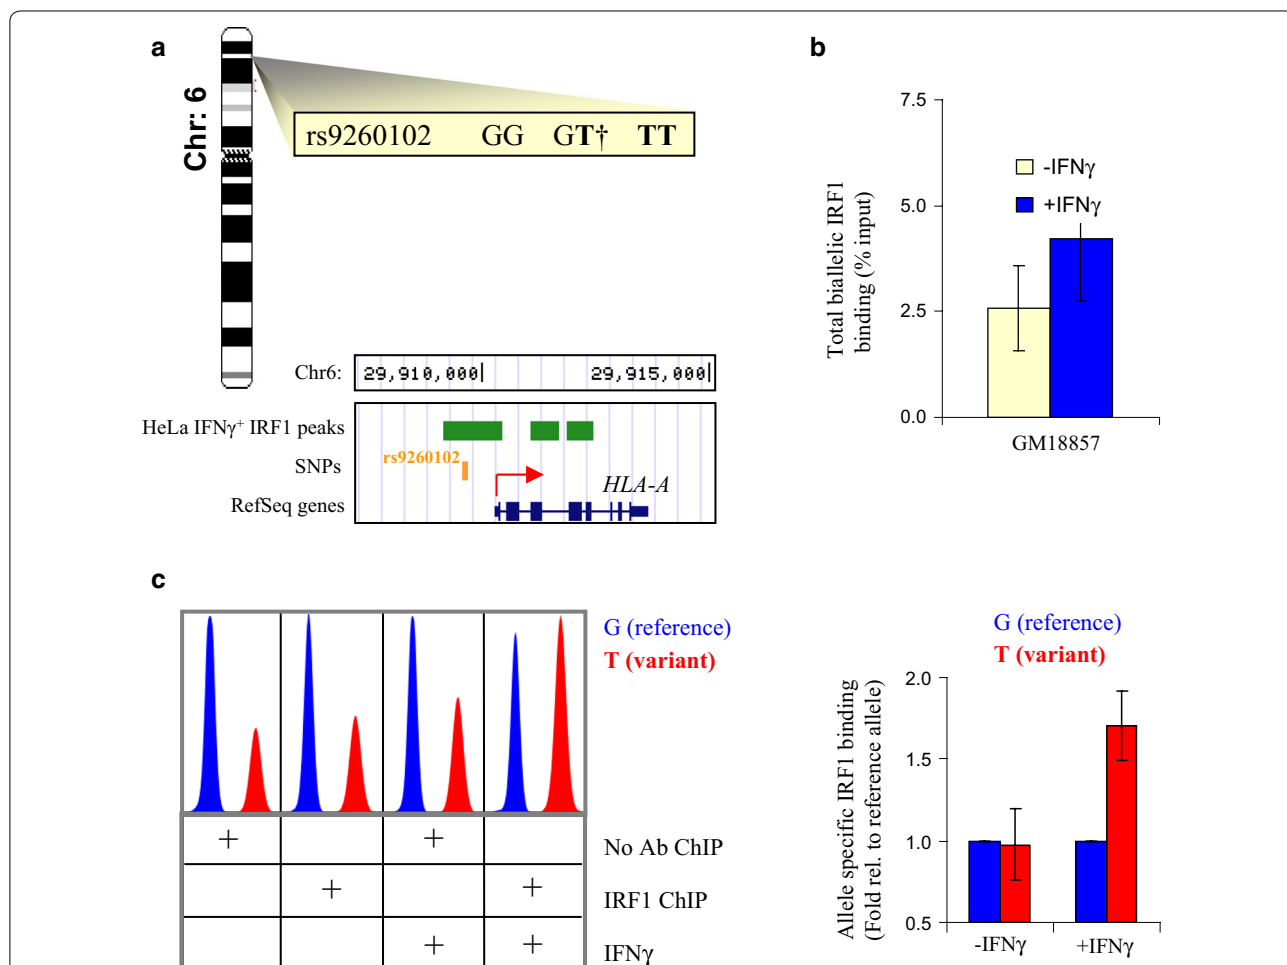 a
Chr: 6
rs9260102 GG GT† TT
Chr6:
29,910,000| 29,915,000|
HeLa IFNγ⁺ IRF1 peaks
SNPs
rs9260102
RefSeq genes
HLA-A
b
Total biallelic IRF1
binding (% input)
7.5
5.0
2.5
0.0
-IFNγ
+IFNγ
GM18857
c
G (reference)
T (variant)
+ + No Ab ChIP
+ + IRF1 ChIP
+ + IFNγ
G (reference)
T (variant)
Allele specific IRF1 binding
(Fold rel. to reference allele)
2.0
1.5
1.0
0.5
-IFNγ +IFNγ